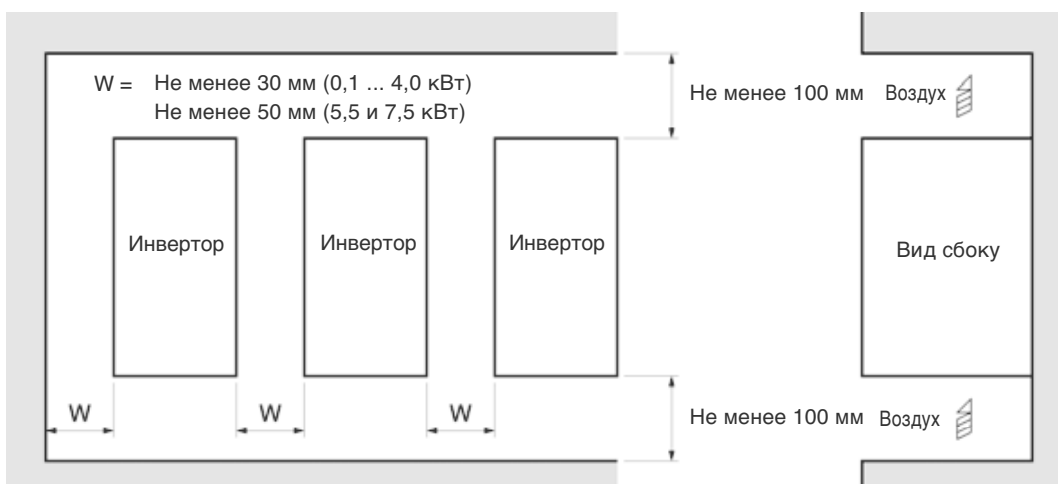 W = Не менее 30 мм (0,1 ... 4,0 кВт)
Не менее 50 мм (5,5 и 7,5 кВт)
Не менее 100 мм
Воздух
Инвертор
Инвертор
Инвертор
Вид сбоку
W
W
W
Не менее 100 мм
Воздух